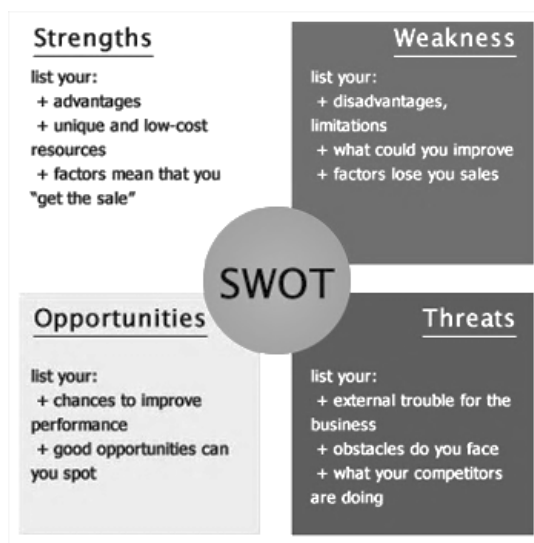 Strengths
list your:
+ advantages
+ unique and low-cost
resources
+ factors mean that you
“get the sale”
Weakness
list your:
+ disadvantages,
limitations
+ what could you improve
+ factors lose you sales
SWOT
Opportunities
list your:
+ chances to improve
performance
+ good opportunities can
you spot
Threats
list your:
+ external trouble for the
business
+ obstacles do you face
+ what your competitors
are doing